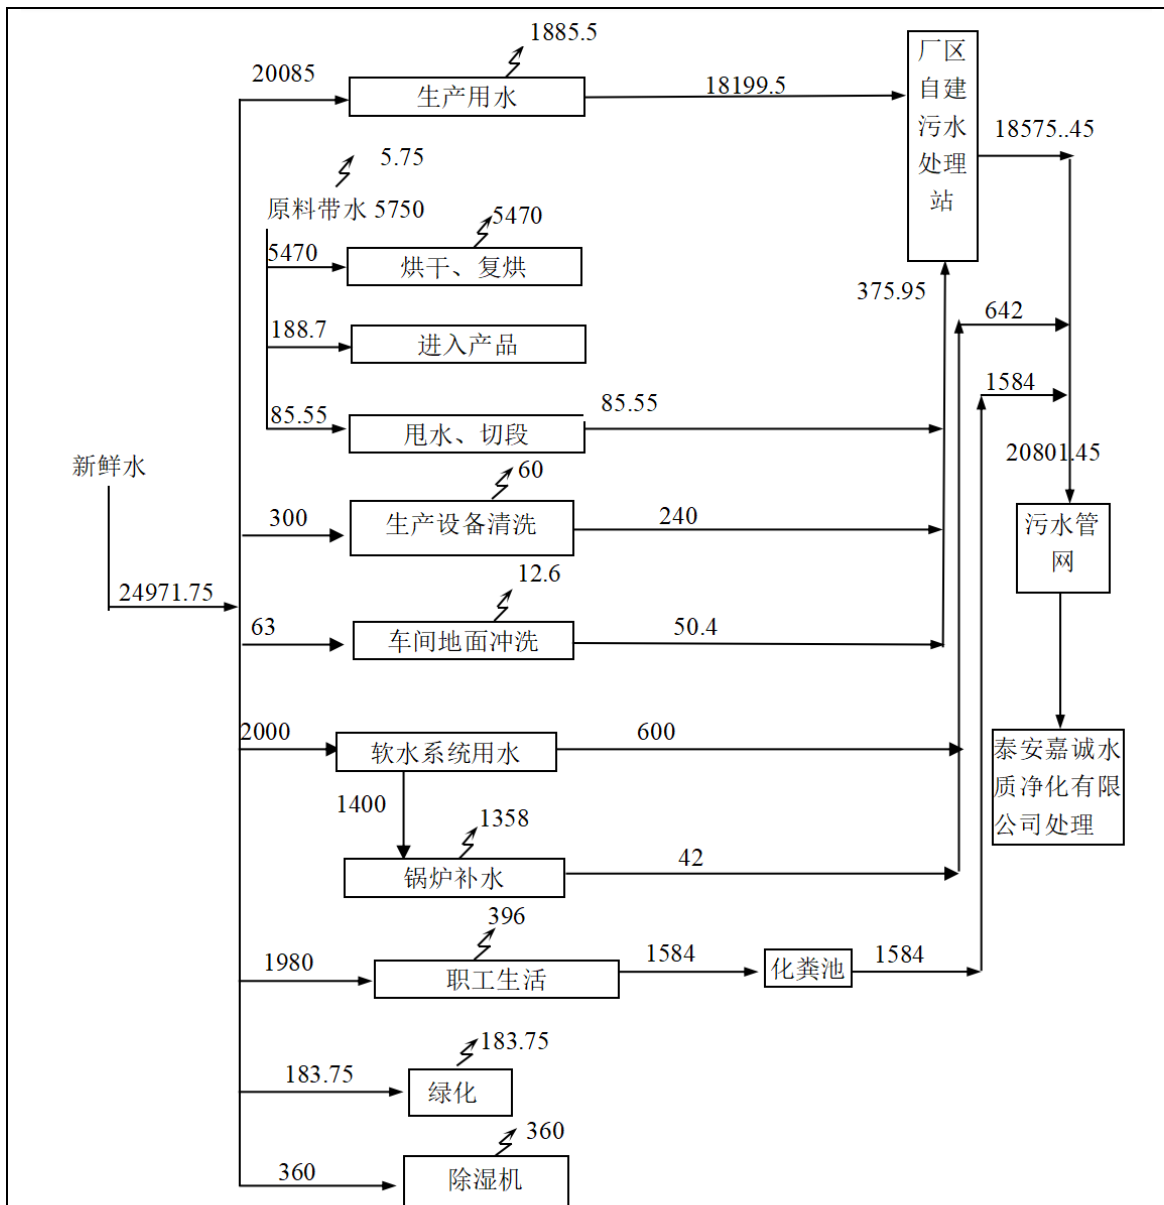 1885.5
20085
生产用水
18199.5
厂区
自建
污水
处理
站
18575..45
5.75
原料带水 5750
5470
5470
烘干、复烘
375.95
642
188.7
进入产品
1584
85.55
甩水、切段
85.55
20801.45
新鲜水
24971.75
60
300
生产设备清洗
240
污水管
网
12.6
63
车间地面冲洗
50.4
2000
软水系统用水
600
泰安嘉诚水
质净化有限
公司处理
1400
1358
锅炉补水
42
396
1980
职工生活
1584
化粪池
1584
183.75
183.75
绿化
360
360
除湿机